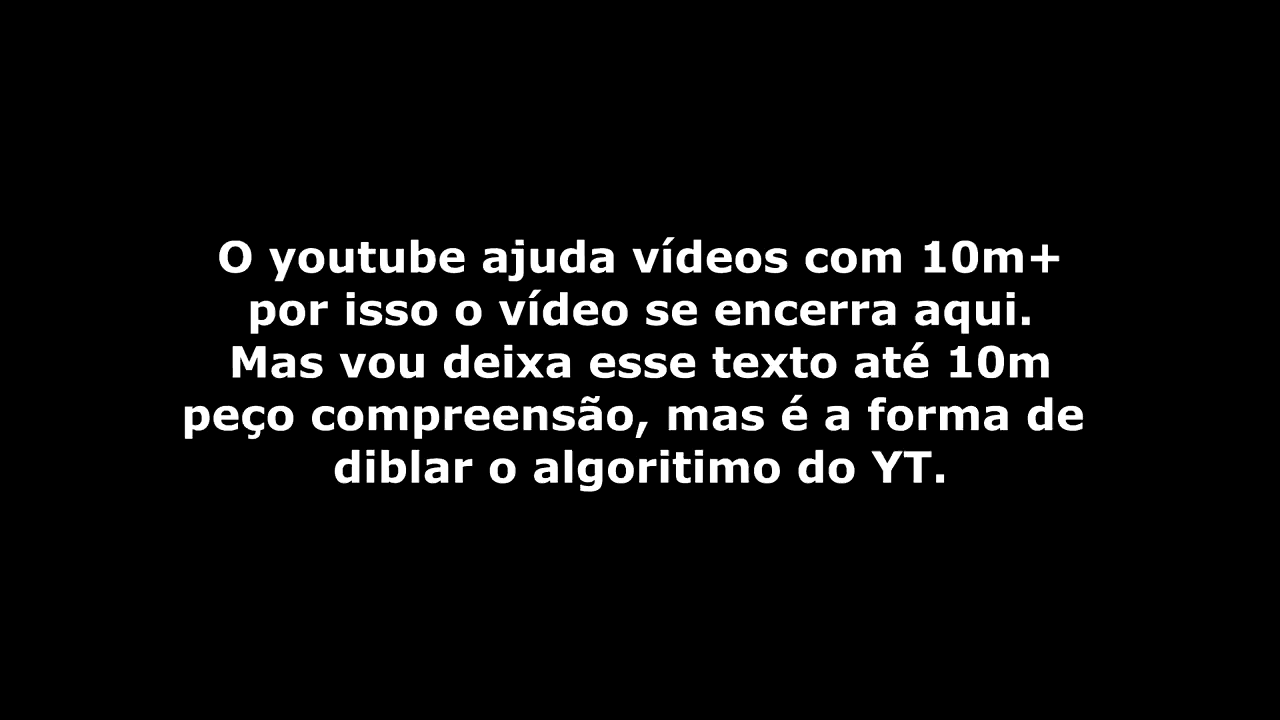 O youtube ajuda vídeos com 10m+
por isso o vídeo se encerra aqui.
Mas vou deixa esse texto até 10m
peço compreensão, mas é a forma de
diblar o algoritimo do YT.